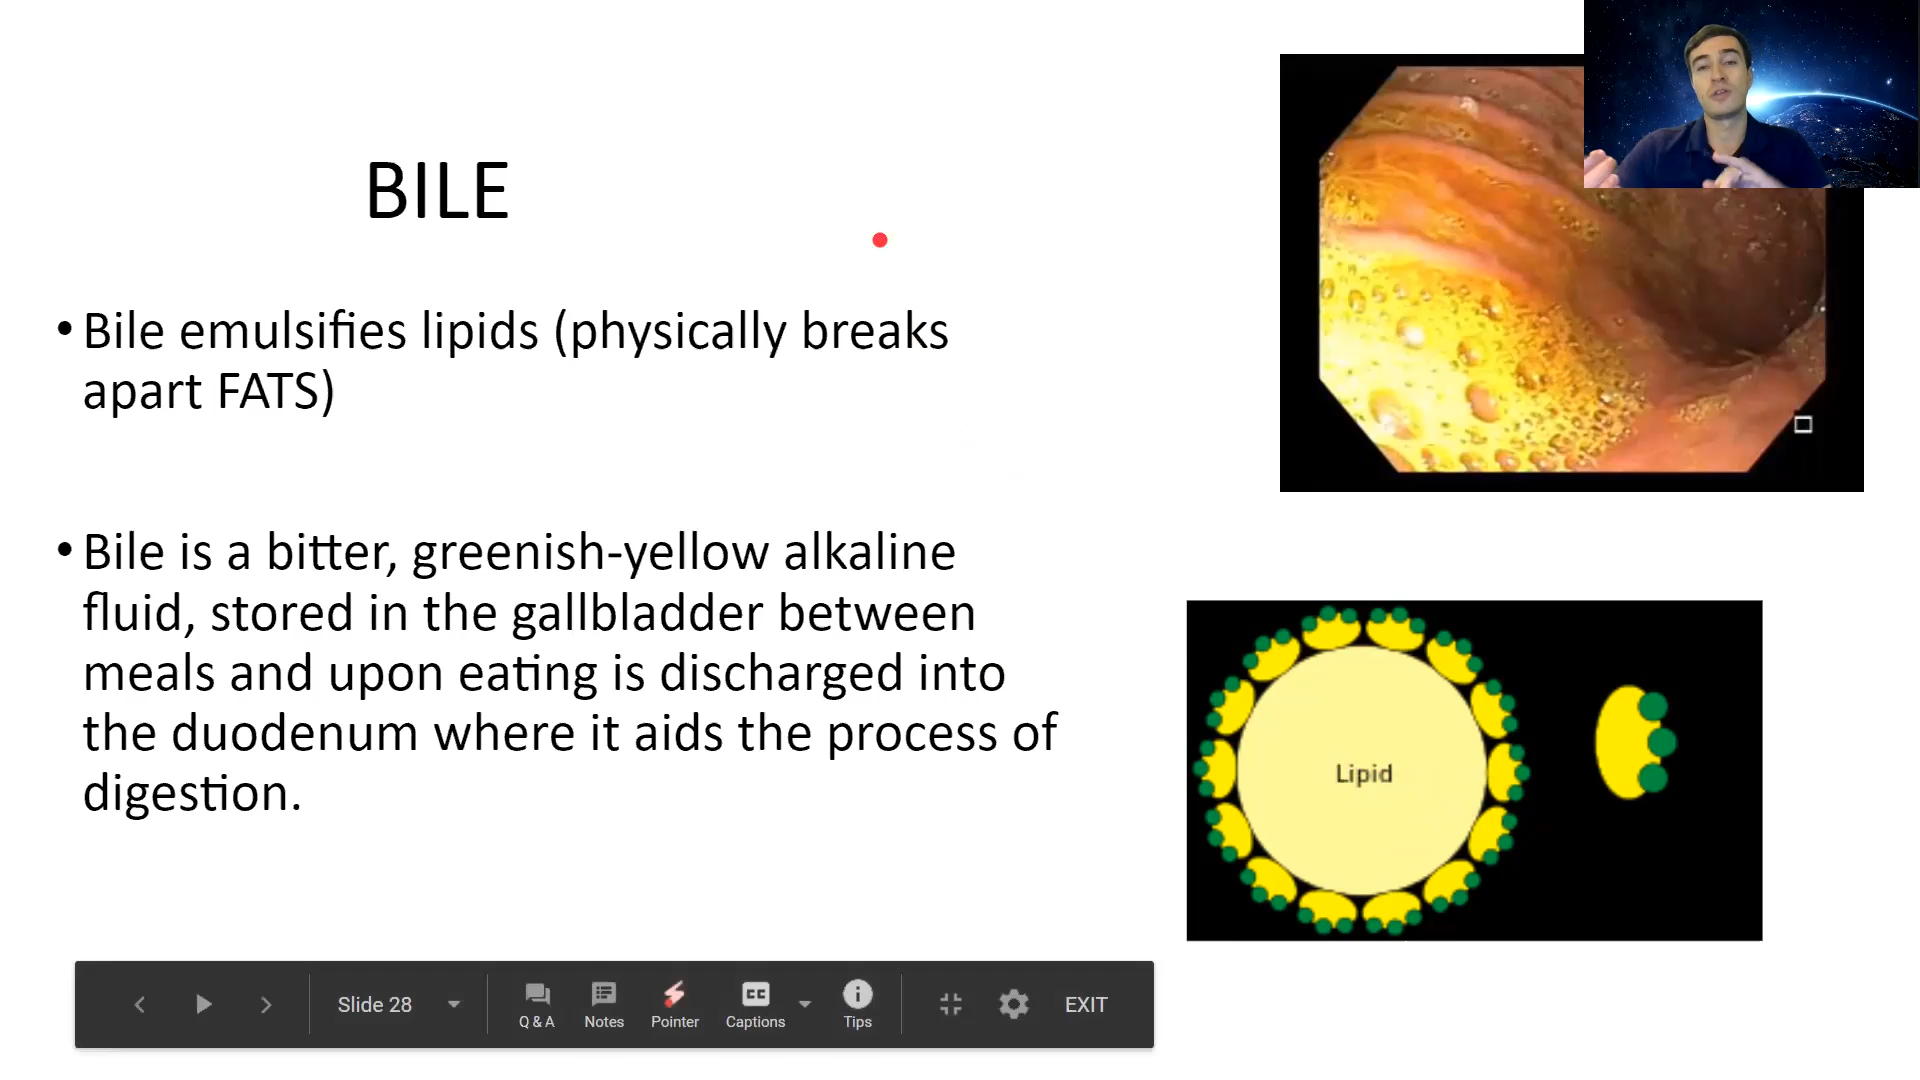 BILE
• Bile emulsifies lipids (physically breaks
apart FATS)
• Bile is a bitter, greenish-yellow alkaline
fluid, stored in the gallbladder between
meals and upon eating is discharged into
the duodenum where it aids the process of
digestion.
Lipid
Slide 28
Q & A
Notes
Pointer
CC
Captions
Tips
EXIT